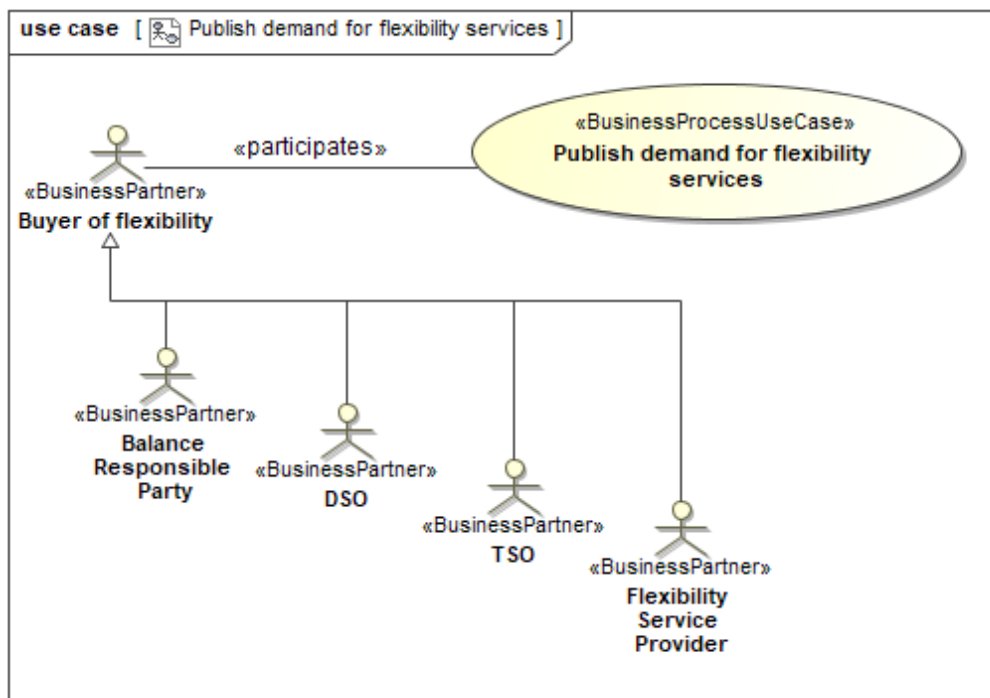 use case [ Publish demand for flexibility services ]
«BusinessProcessUseCase»
Publish demand for flexibility
services
«participates»
«BusinessPartner»
Buyer of flexibility
«BusinessPartner»
Balance
Responsible
Party
«BusinessPartner»
DSO
«BusinessPartner»
TSO
«BusinessPartner»
Flexibility
Service
Provider